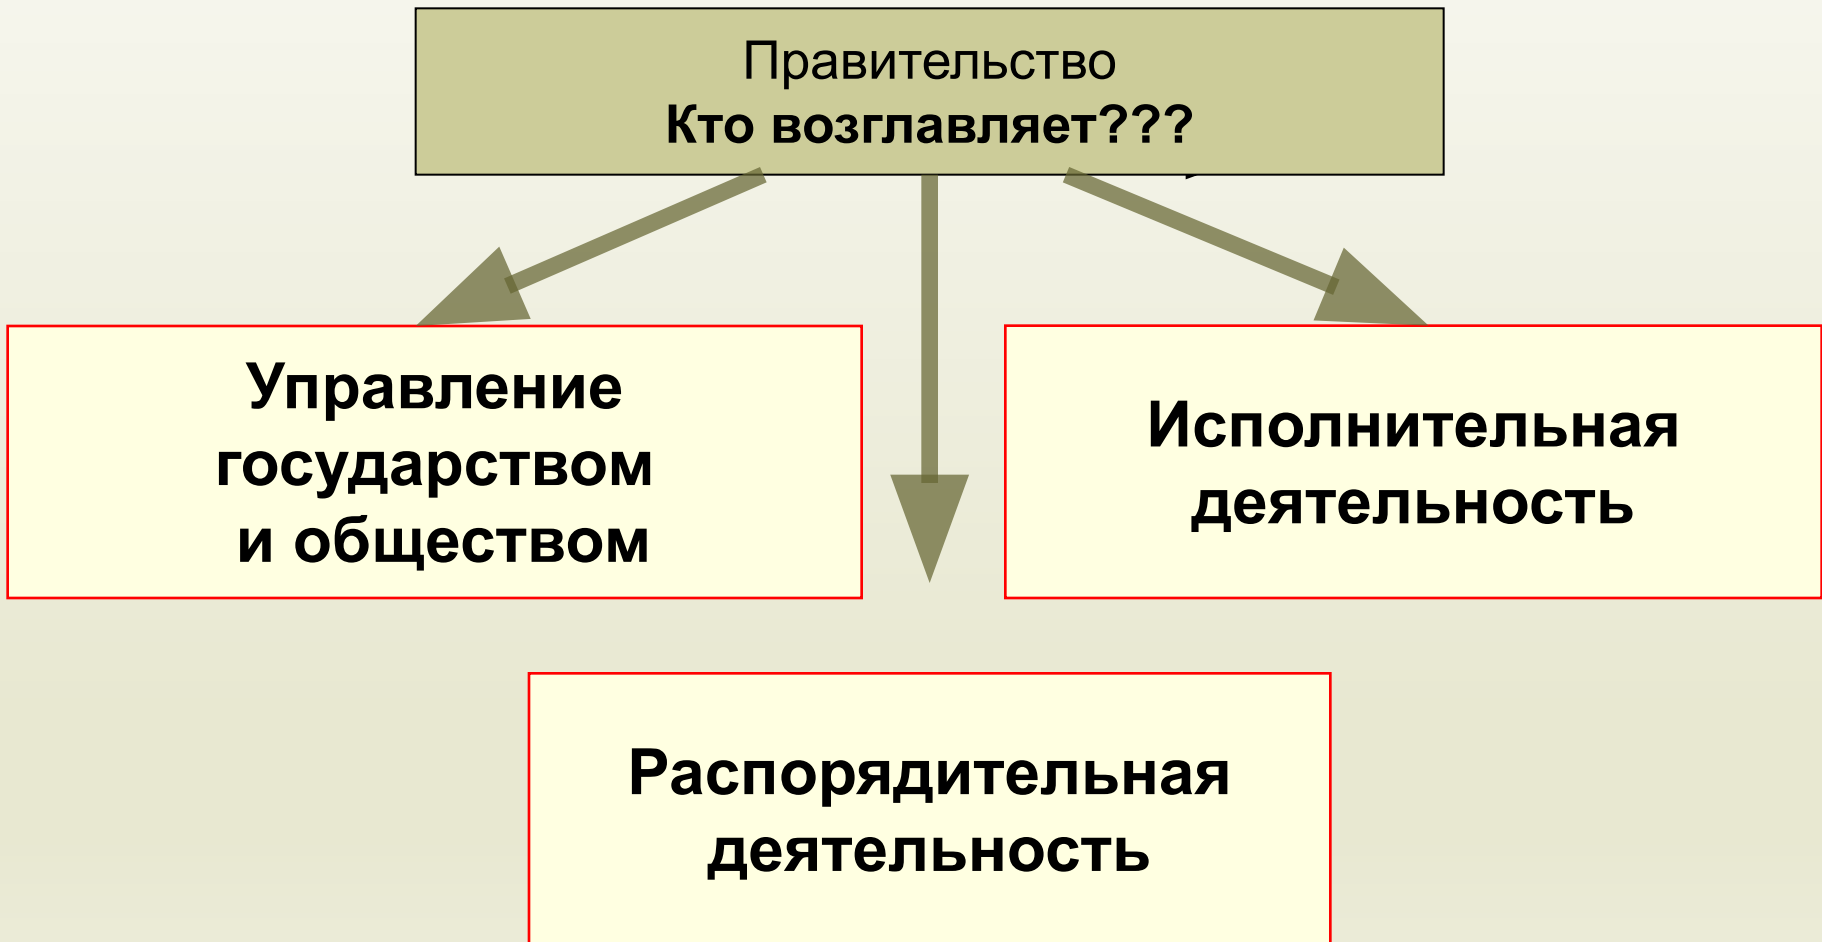 Правительство
Кто возглавляет???
Управление
государством
и обществом
Исполнительная
деятельность
Распорядительная
деятельность